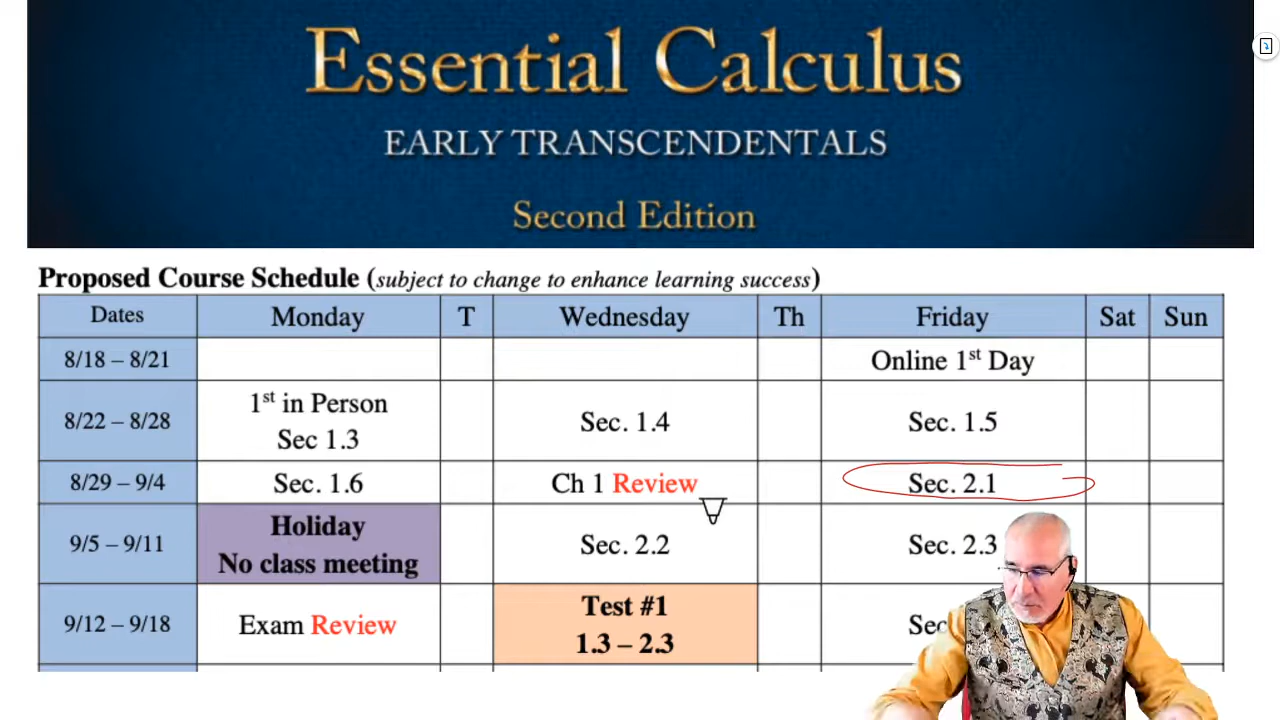 Essential Calculus
EARLY TRANSCENDENTALS
Second Edition
Proposed Course Schedule (subject to change to enhance learning success)
Dates Monday T Wednesday Th Friday Sat Sun
8/18 – 8/21 Online 1st Day
8/22 – 8/28 1st in Person
Sec 1.3 Sec. 1.4 Sec. 1.5
8/29 – 9/4 Sec. 1.6 Ch 1 Review Sec. 2.1
9/5 – 9/11 Holiday
No class meeting Sec. 2.2 Sec. 2.3
9/12 – 9/18 Exam Review Test #1
1.3 – 2.3